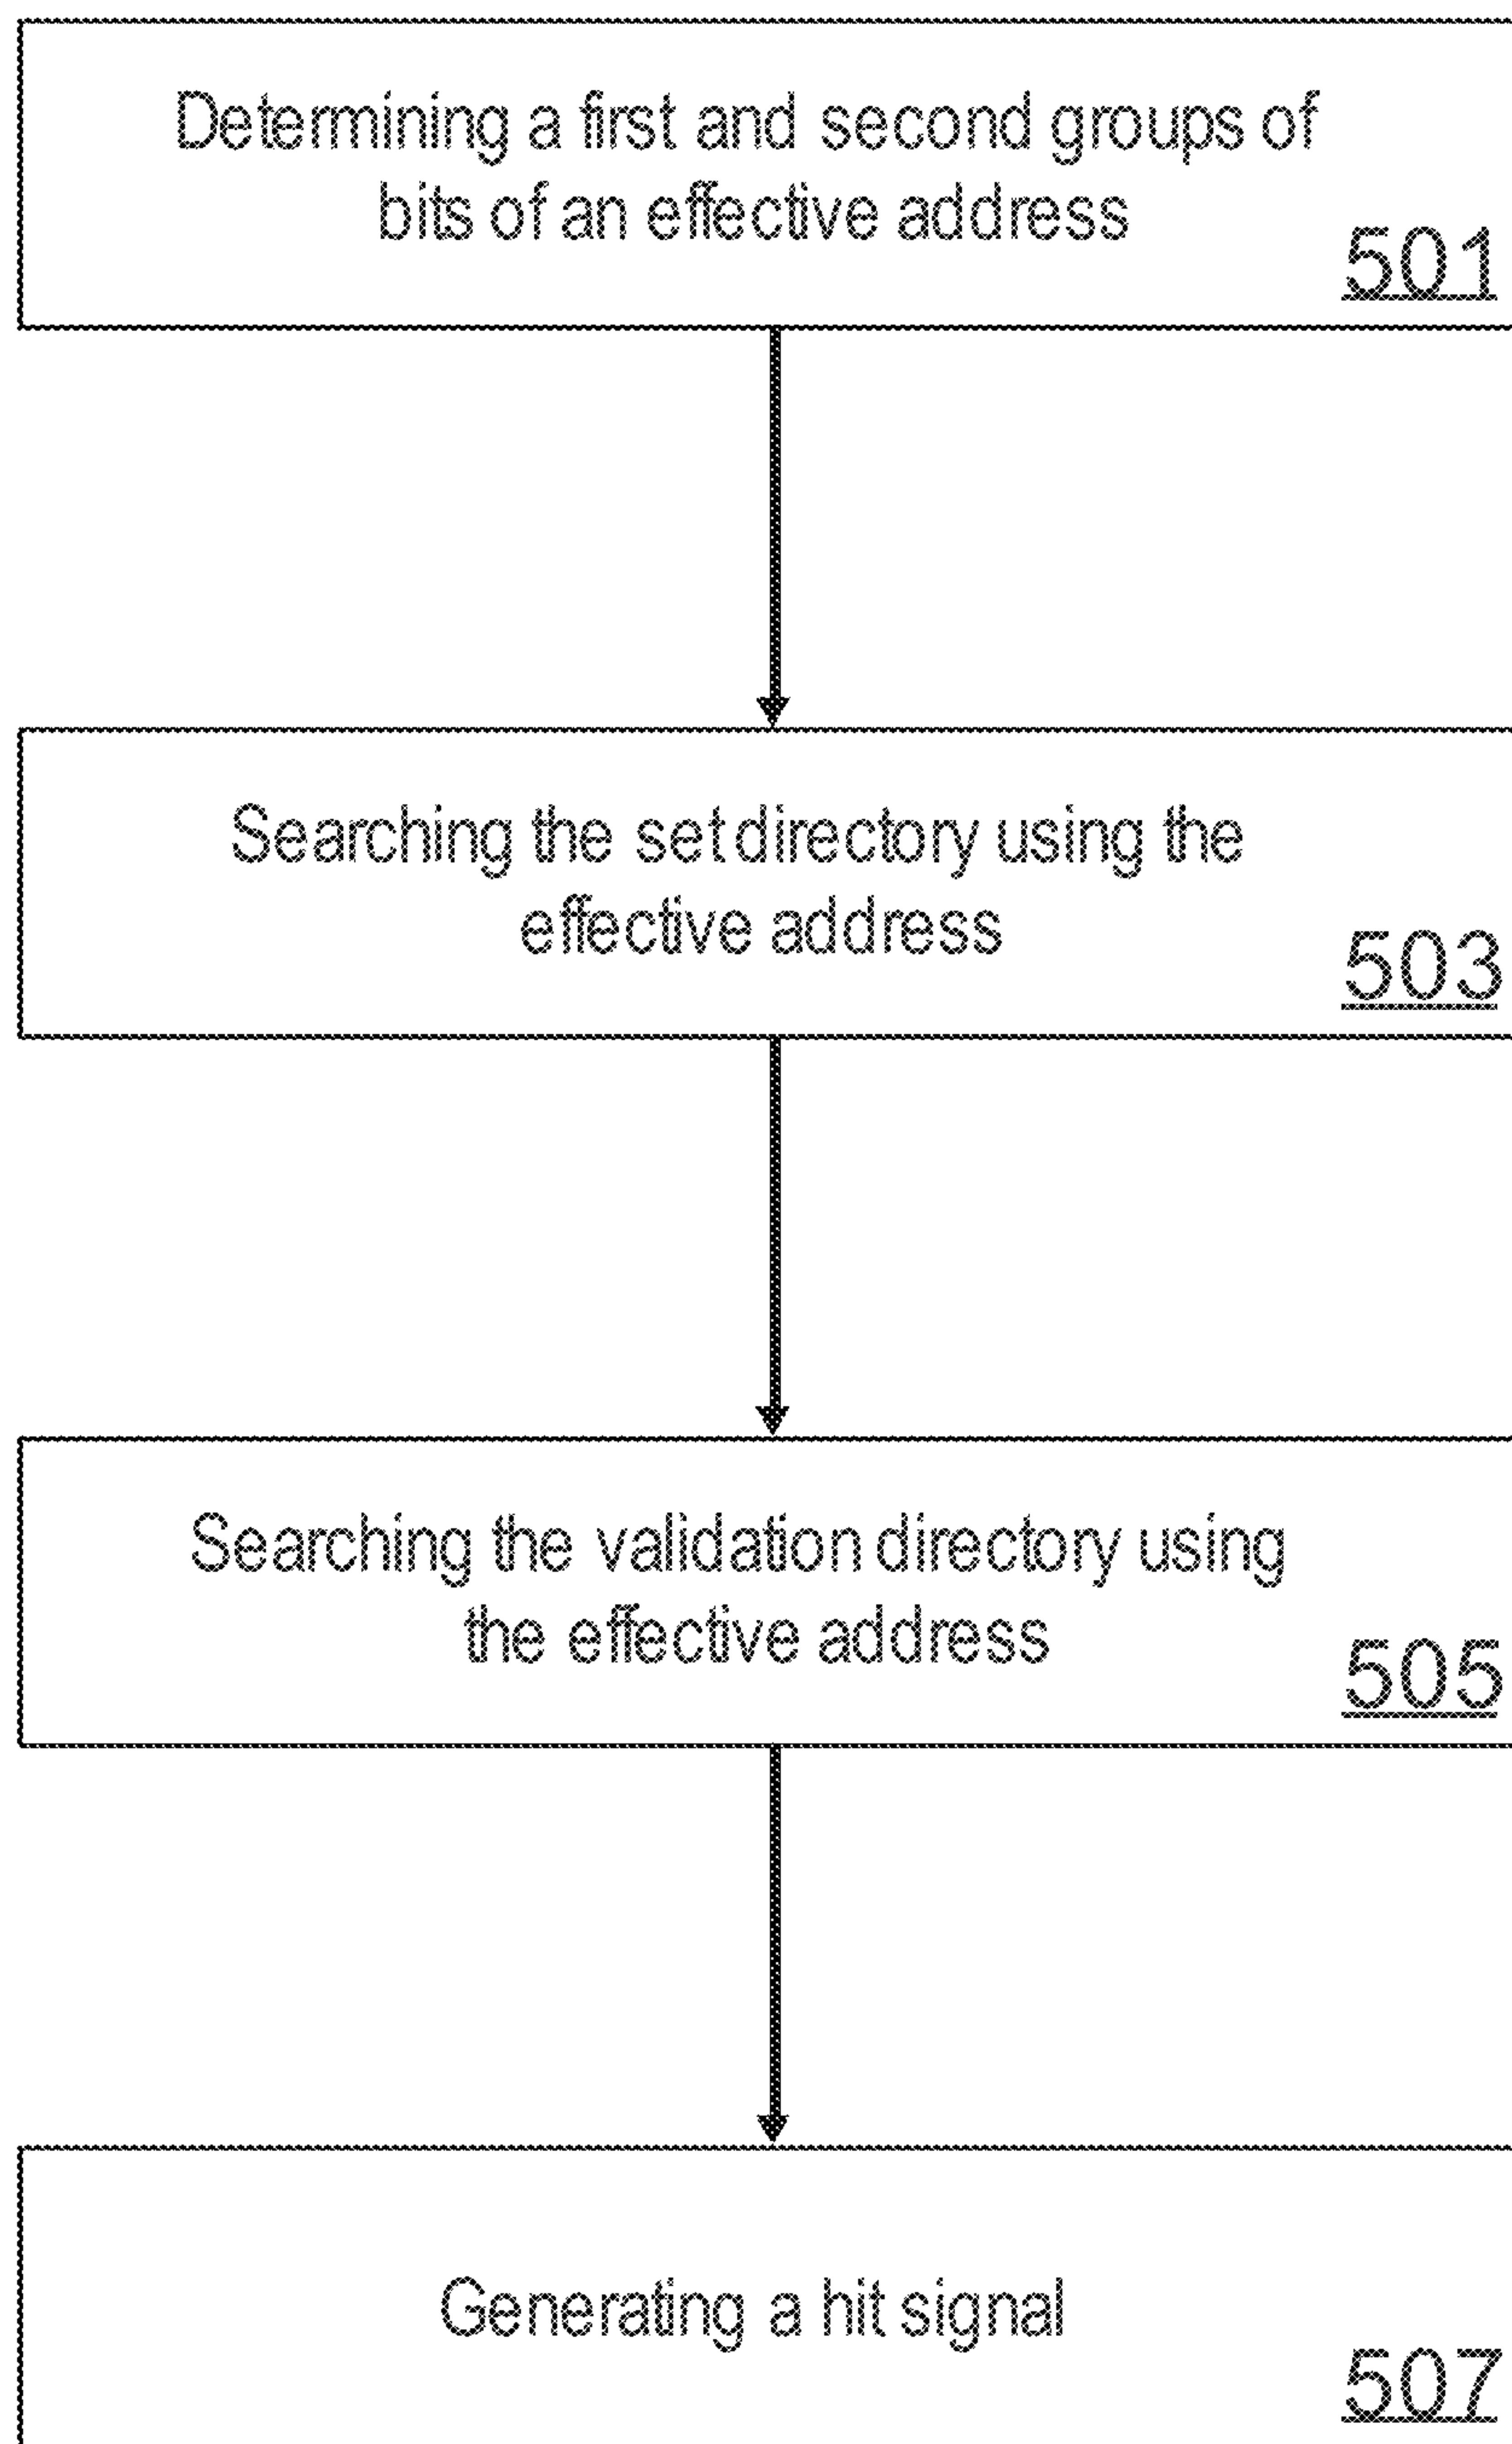 Determining a first and second groups of
bits of an effective address
501
Searching the set directory using the
effective address
503
Searching the validation directory using
the effective address
505
Generating a hit signal
507